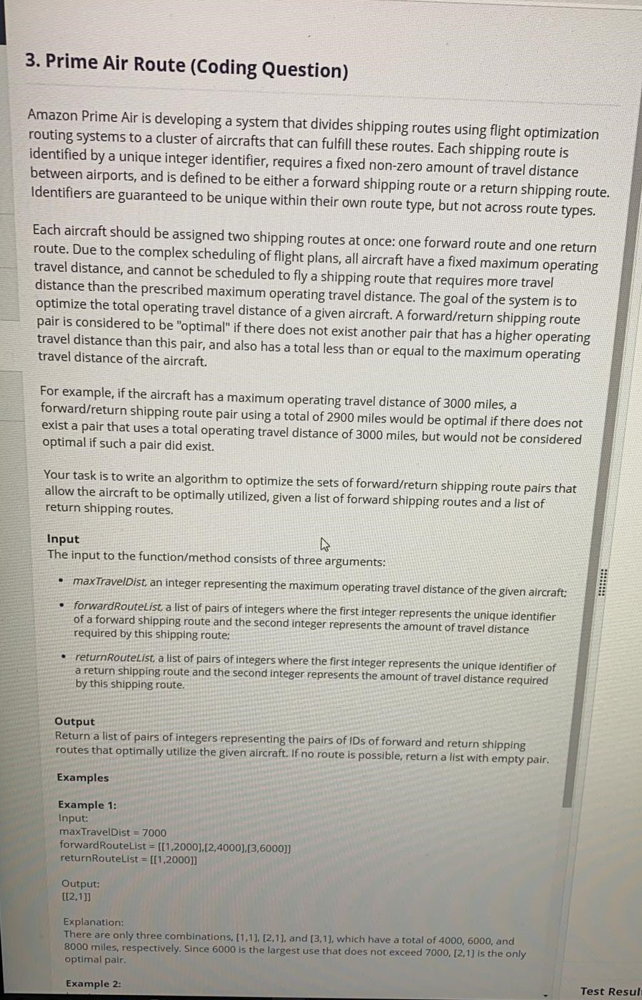 3. Prime Air Route (Coding Question)
Amazon Prime Air is developing a system that divides shipping routes using flight optimization
routing systems to a cluster of aircrafts that can fulfill these routes. Each shipping route is
identified by a unique integer identifier, requires a fixed non-zero amount of travel distance
between airports, and is defined to be either a forward shipping route or a return shipping route.
Identifiers are guaranteed to be unique within their own route type, but not across route types.
Each aircraft should be assigned two shipping routes at once: one forward route and one return
route. Due to the complex scheduling of flight plans, all aircraft have a fixed maximum operating
travel distance, and cannot be scheduled to fly a shipping route that requires more travel
distance than the prescribed maximum operating travel distance. The goal of the system is to
optimize the total operating travel distance of a given aircraft. A forward/return shipping route
pair is considered to be "optimal" if there does not exist another pair that has a higher operating
travel distance than this pair, and also has a total less than or equal to the maximum operating
travel distance of the aircraft.
For example, if the aircraft has a maximum operating travel distance of 3000 miles, a
forward/return shipping route pair using a total of 2900 miles would be optimal if there does not
exist a pair that uses a total operating travel distance of 3000 miles, but would not be considered
optimal if such a pair did exist.
Your task is to write an algorithm to optimize the sets of forward/return shipping route pairs that
allow the aircraft to be optimally utilized, given a list of forward shipping routes and a list of
return shipping routes.
Input
The input to the function/method consists of three arguments:
• maxTravelDist, an integer representing the maximum operating travel distance of the given aircraft;
• forwardRouteList, a list of pairs of integers where the first integer represents the unique identifier
of a forward shipping route and the second integer represents the amount of travel distance
required by this shipping route;
• returnRouteList, a list of pairs of integers where the first integer represents the unique identifier of
a return shipping route and the second integer represents the amount of travel distance required
by this shipping route.
Output
Return a list of pairs of integers representing the pairs of IDs of forward and return shipping
routes that optimally utilize the given aircraft. If no route is possible, return a list with empty pair.
Examples
Example 1:
Input:
maxTravelDist = 7000
forwardRouteList = [[1,2000],[2,4000],[3,6000]]
returnRouteList = [[1,2000]]
Output:
[[2,1]]
Explanation:
There are only three combinations, [1,1], [2,1], and [3,1], which have a total of 4000, 6000, and
8000 miles, respectively. Since 6000 is the largest use that does not exceed 7000, [2,1] is the only
optimal pair.
Example 2:
Test Resul